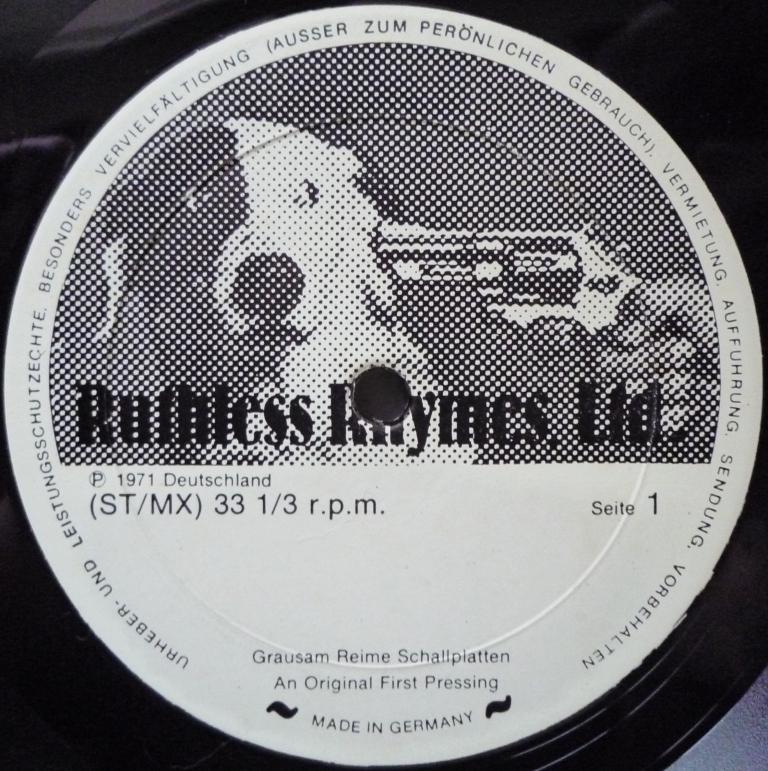 URHEBER- UND LEISTUNGSSCHUTZECHTE, BESONDERS VERVIELFÄLTIGUNG (AUSSER ZUM PERÖNLICHEN GEBRAUCH), VERMIETUNG, AUFFUHRUNG, SENDUNG, VORBEHALTEN
Ruthless Rhymes, Ltd.
Ⓟ 1971 Deutschland
(ST/MX) 33 1/3 r.p.m.
Seite 1
Grausam Reime Schallplatten
An Original First Pressing
~ MADE IN GERMANY ~